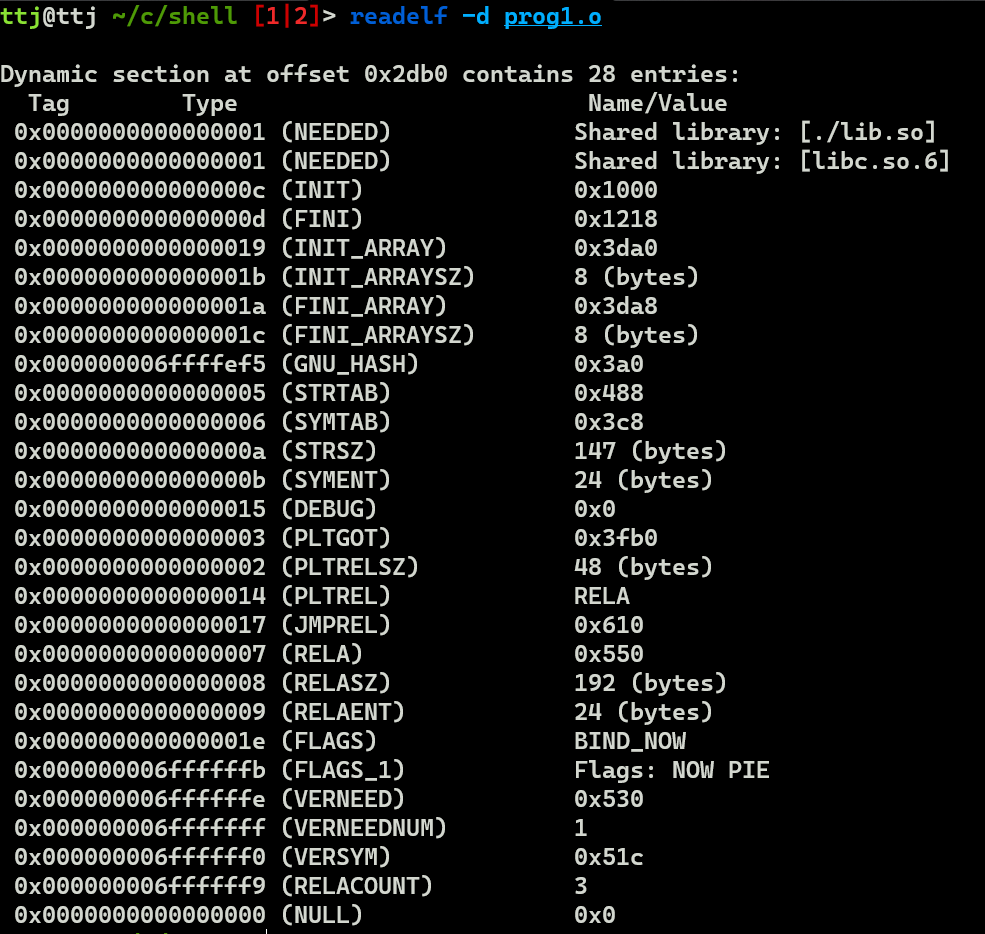 ttj@ttj ~/c/shell [1|2]> readelf -d prog1.o
Dynamic section at offset 0x2db0 contains 28 entries:
  Tag        Type                         Name/Value
 0x0000000000000001 (NEEDED)             Shared library: [./lib.so]
 0x0000000000000001 (NEEDED)             Shared library: [libc.so.6]
 0x000000000000000c (INIT)               0x1000
 0x000000000000000d (FINI)               0x1218
 0x0000000000000019 (INIT_ARRAY)         0x3da0
 0x000000000000001b (INIT_ARRAYSZ)       8 (bytes)
 0x000000000000001a (FINI_ARRAY)         0x3da8
 0x000000000000001c (FINI_ARRAYSZ)       8 (bytes)
 0x000000006ffffef5 (GNU_HASH)           0x3a0
 0x0000000000000005 (STRTAB)             0x488
 0x0000000000000006 (SYMTAB)             0x3c8
 0x000000000000000a (STRSZ)              147 (bytes)
 0x000000000000000b (SYMENT)             24 (bytes)
 0x0000000000000015 (DEBUG)              0x0
 0x0000000000000003 (PLTGOT)             0x3fb0
 0x0000000000000002 (PLTRELSZ)           48 (bytes)
 0x0000000000000014 (PLTREL)             RELA
 0x0000000000000017 (JMPREL)             0x610
 0x0000000000000007 (RELA)               0x550
 0x0000000000000008 (RELASZ)             192 (bytes)
 0x0000000000000009 (RELAENT)            24 (bytes)
 0x000000000000001e (FLAGS)              BIND_NOW
 0x000000006ffffffb (FLAGS_1)            Flags: NOW PIE
 0x000000006ffffffe (VERNEED)            0x530
 0x000000006fffffff (VERNEEDNUM)         1
 0x000000006ffffff0 (VERSYM)             0x51c
 0x000000006ffffff9 (RELACOUNT)          3
 0x0000000000000000 (NULL)               0x0